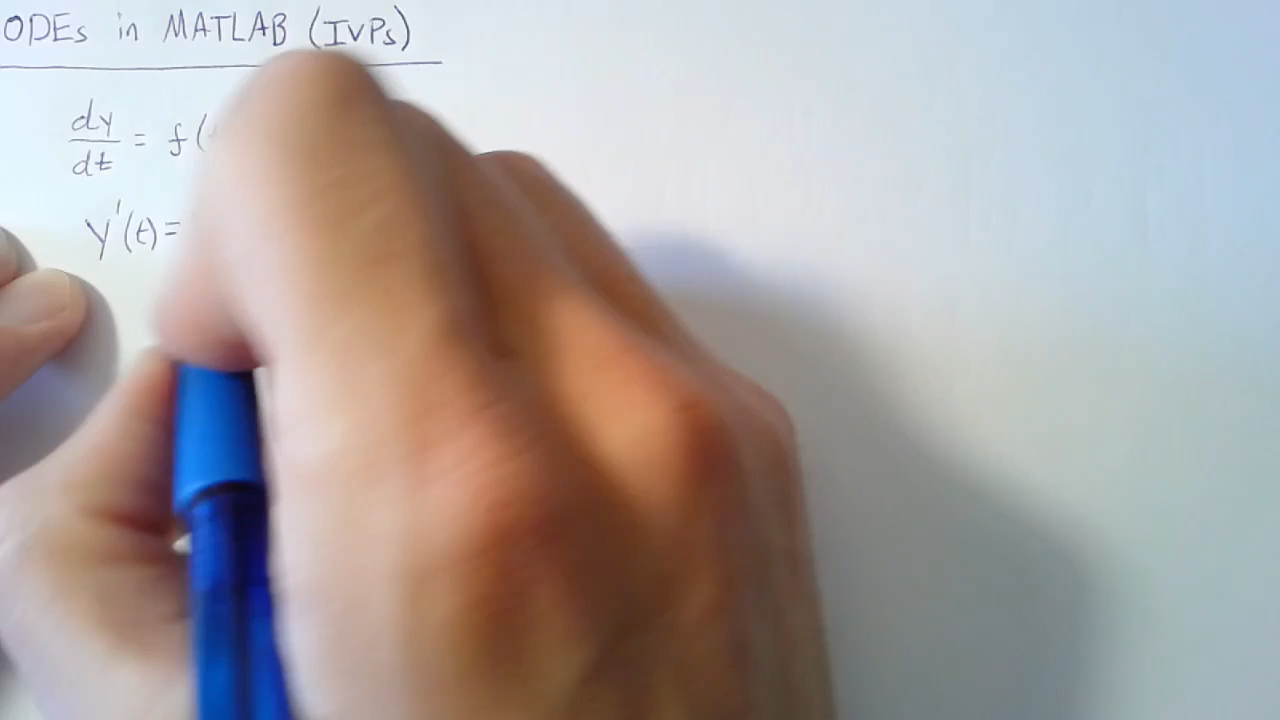 ODEs in MATLAB (IVPs)
dy/dt = f(
y'(t)=